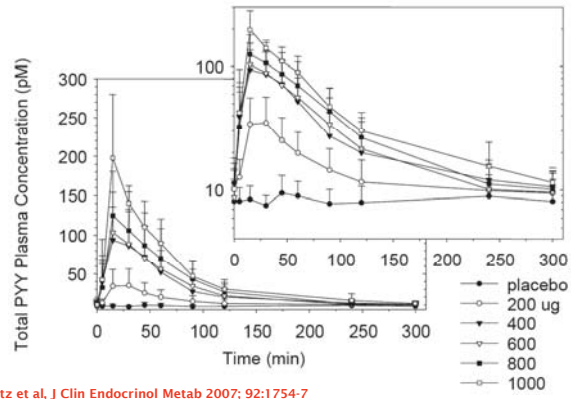 Total PYY Plasma Concentration (pM)
300
250
200
150
100
50
0 50 100 150 200 250 300
Time (min)
100
10
0 50 100 150 200 250 300
placebo
200 ug
400
600
800
1000
tz et al, J Clin Endocrinol Metab 2007; 92:1754-7